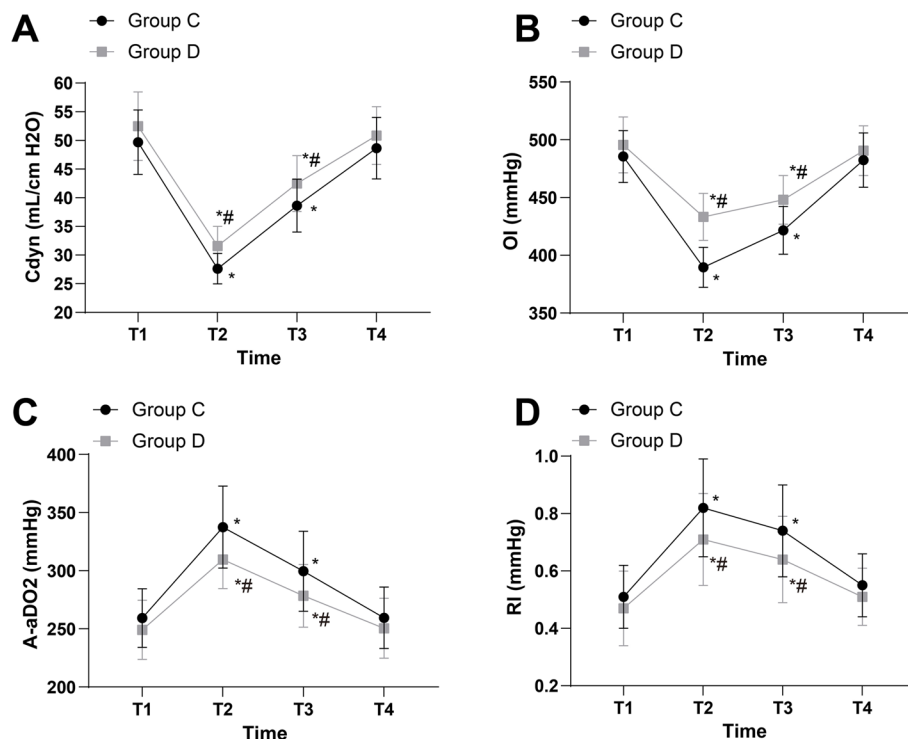 A
Group C
Group D
Cdyn (mL/cm H2O)
60
55
50
45
40
35
30
25
20
*#
*
*#
*
T1 T2 T3 T4
Time
B
Group C
Group D
OI (mmHg)
550
500
450
400
350
*#
*
*#
*
T1 T2 T3 T4
Time
C
Group C
Group D
A-aDO2 (mmHg)
400
350
300
250
200
*
*#
*
*#
T1 T2 T3 T4
Time
D
Group C
Group D
RI (mmHg)
1.0
0.8
0.6
0.4
0.2
*
*#
*
*#
T1 T2 T3 T4
Time